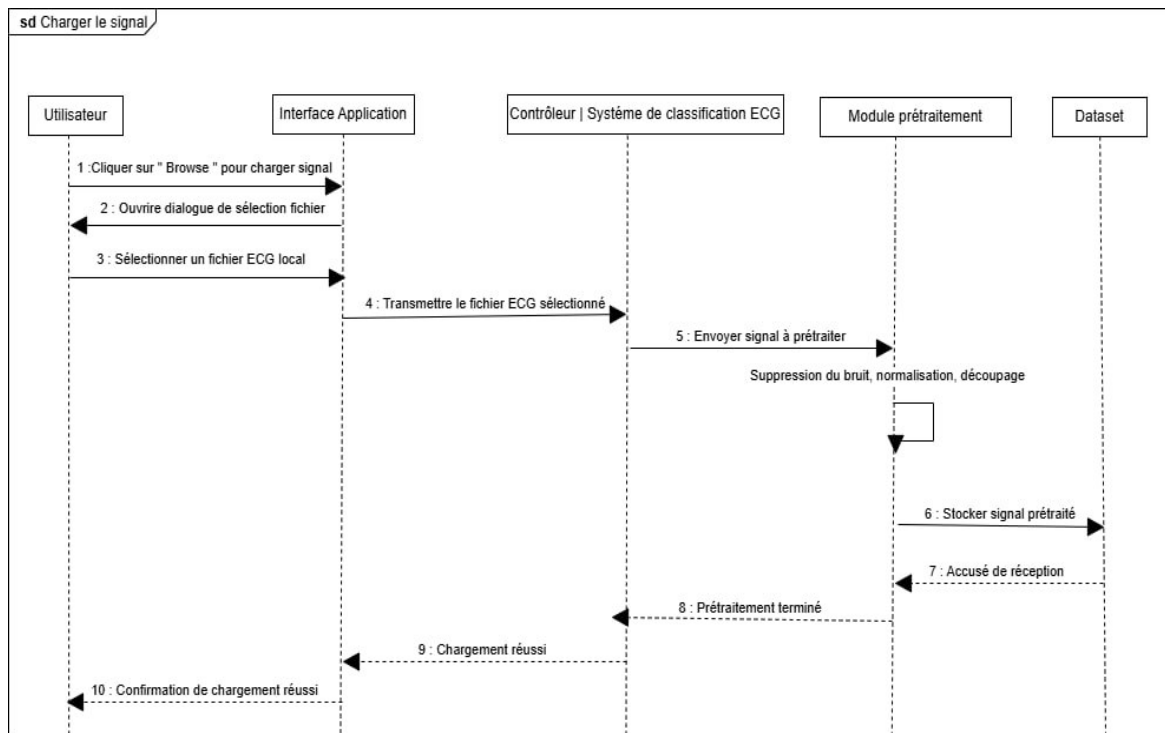 sd Charger le signal
Utilisateur
Interface Application
Contrôleur | Systéme de classification ECG
Module prétraitement
Dataset
1 :Cliquer sur " Browse " pour charger signal
2 : Ouvrire dialogue de sélection fichier
3 : Sélectionner un fichier ECG local
4 : Transmettre le fichier ECG sélectionné
5 : Envoyer signal à prétraiter
Suppression du bruit, normalisation, découpage
6 : Stocker signal prétraité
7 : Accusé de réception
8 : Prétraitement terminé
9 : Chargement réussi
10 : Confirmation de chargement réussi